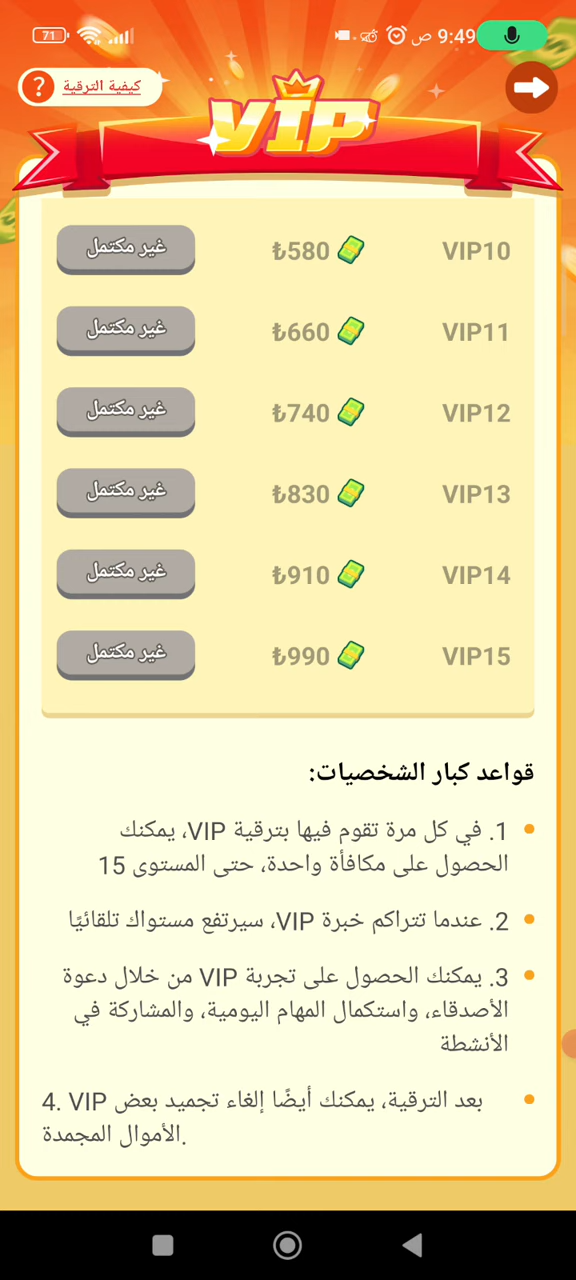 9:49 ص
71
كيفية الترقية
?
VIP
VIP10 ₺580 غير مكتمل
VIP11 ₺660 غير مكتمل
VIP12 ₺740 غير مكتمل
VIP13 ₺830 غير مكتمل
VIP14 ₺910 غير مكتمل
VIP15 ₺990 غير مكتمل
قواعد كبار الشخصيات:
1. في كل مرة تقوم فيها بترقية VIP، يمكنك
الحصول على مكافأة واحدة، حتى المستوى 15
2. عندما تتراكم خبرة VIP، سيرتفع مستواك تلقائيًا
3. يمكنك الحصول على تجربة VIP من خلال دعوة
الأصدقاء، واستكمال المهام اليومية، والمشاركة في
الأنشطة
4. VIP بعد الترقية، يمكنك أيضًا إلغاء تجميد بعض
الأموال المجمدة.